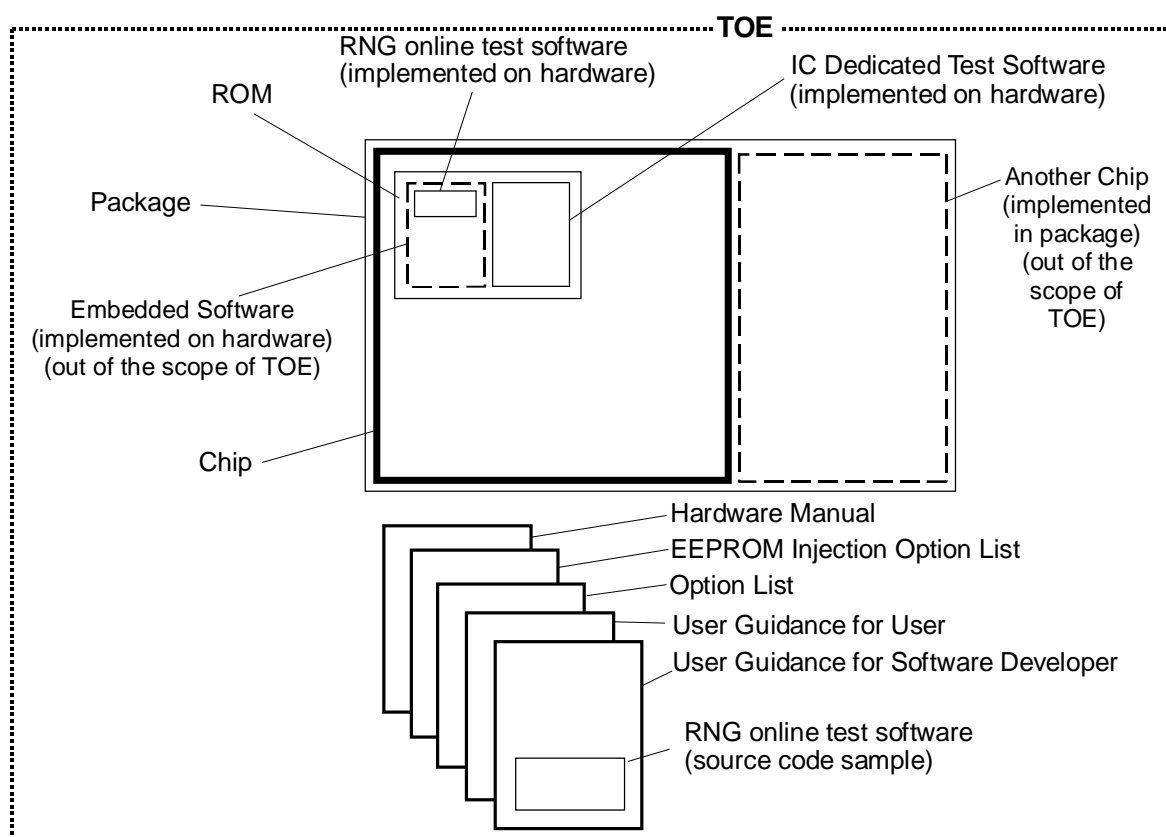 TOE
RNG online test software
(implemented on hardware)
IC Dedicated Test Software
(implemented on hardware)
ROM
Another Chip
(implemented
in package)
(out of the
scope of
TOE)
Package
Embedded Software
(implemented on hardware)
(out of the scope of TOE)
Chip
Hardware Manual
EEPROM Injection Option List
Option List
User Guidance for User
User Guidance for Software Developer
RNG online test software
(source code sample)